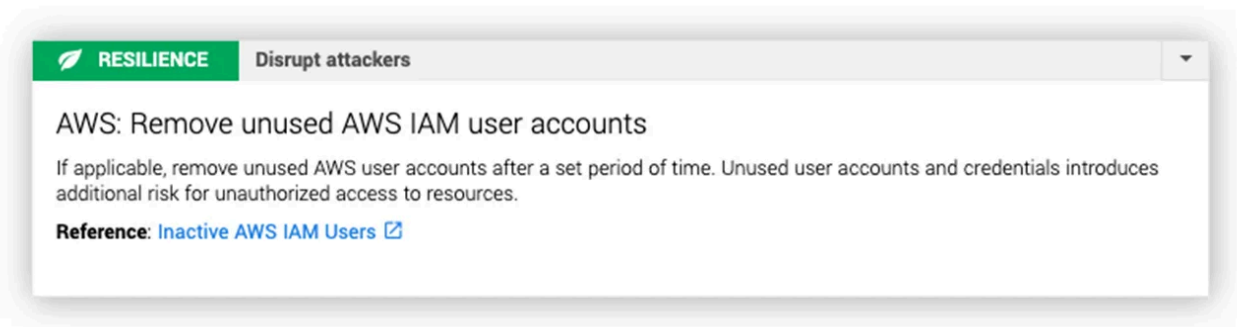 RESILIENCE Disrupt attackers
AWS: Remove unused AWS IAM user accounts
If applicable, remove unused AWS user accounts after a set period of time. Unused user accounts and credentials introduces
additional risk for unauthorized access to resources.
Reference: Inactive AWS IAM Users